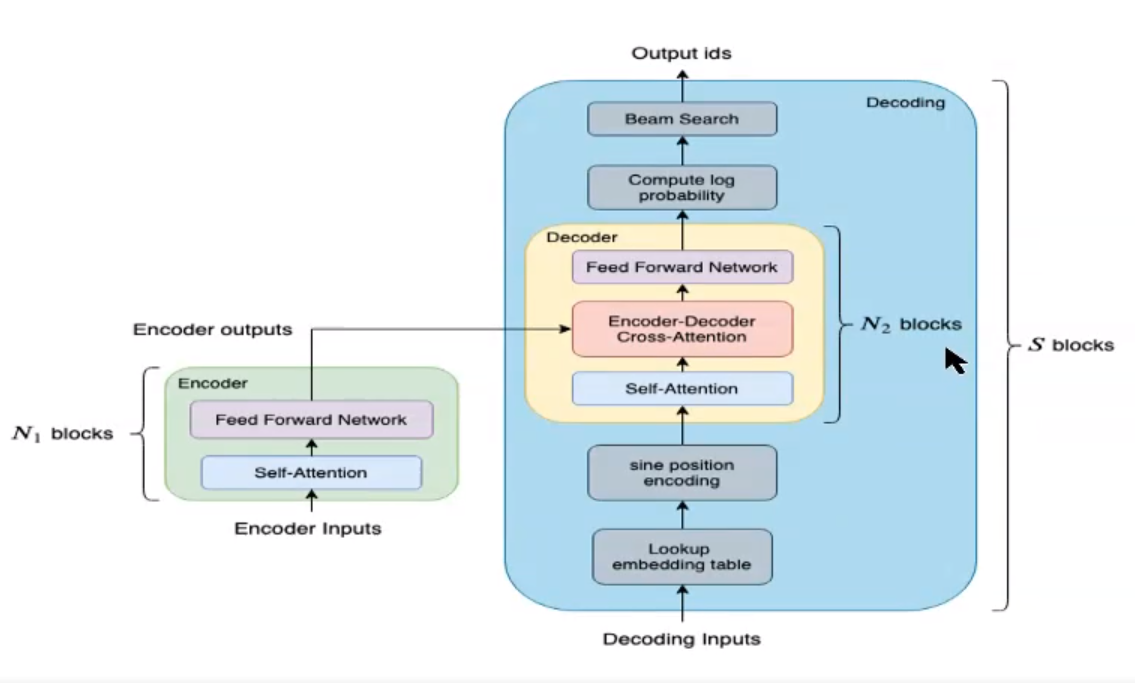 Output ids
Decoding
Beam Search
Compute log
probability
Decoder
Feed Forward Network
Encoder-Decoder
Cross-Attention
N₂ blocks
Self-Attention
S blocks
sine position
encoding
Lookup
embedding table
Decoding Inputs
Encoder outputs
Encoder
Feed Forward Network
N₁ blocks
Self-Attention
Encoder Inputs